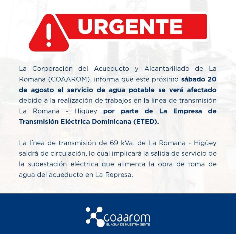 URGENTE
La Corporación del Acueducto y Alcantarillado de La
Romana (COAAROM), informa que este próximo sábado 20
de agosto el servicio de agua potable se verá afectado
debido a la realización de trabajos en la línea de transmisión
La Romana - Higüey por parte de La Empresa de
Transmisión Eléctrica Dominicana (ETED).
La línea de transmisión de 69 kVa. de La Romana - Higüey
saldrá de circulación, lo cual implicará la salida de servicio de
la subestación eléctrica que alimenta la obra de toma de
agua del acueducto en La Represa.
coaarom